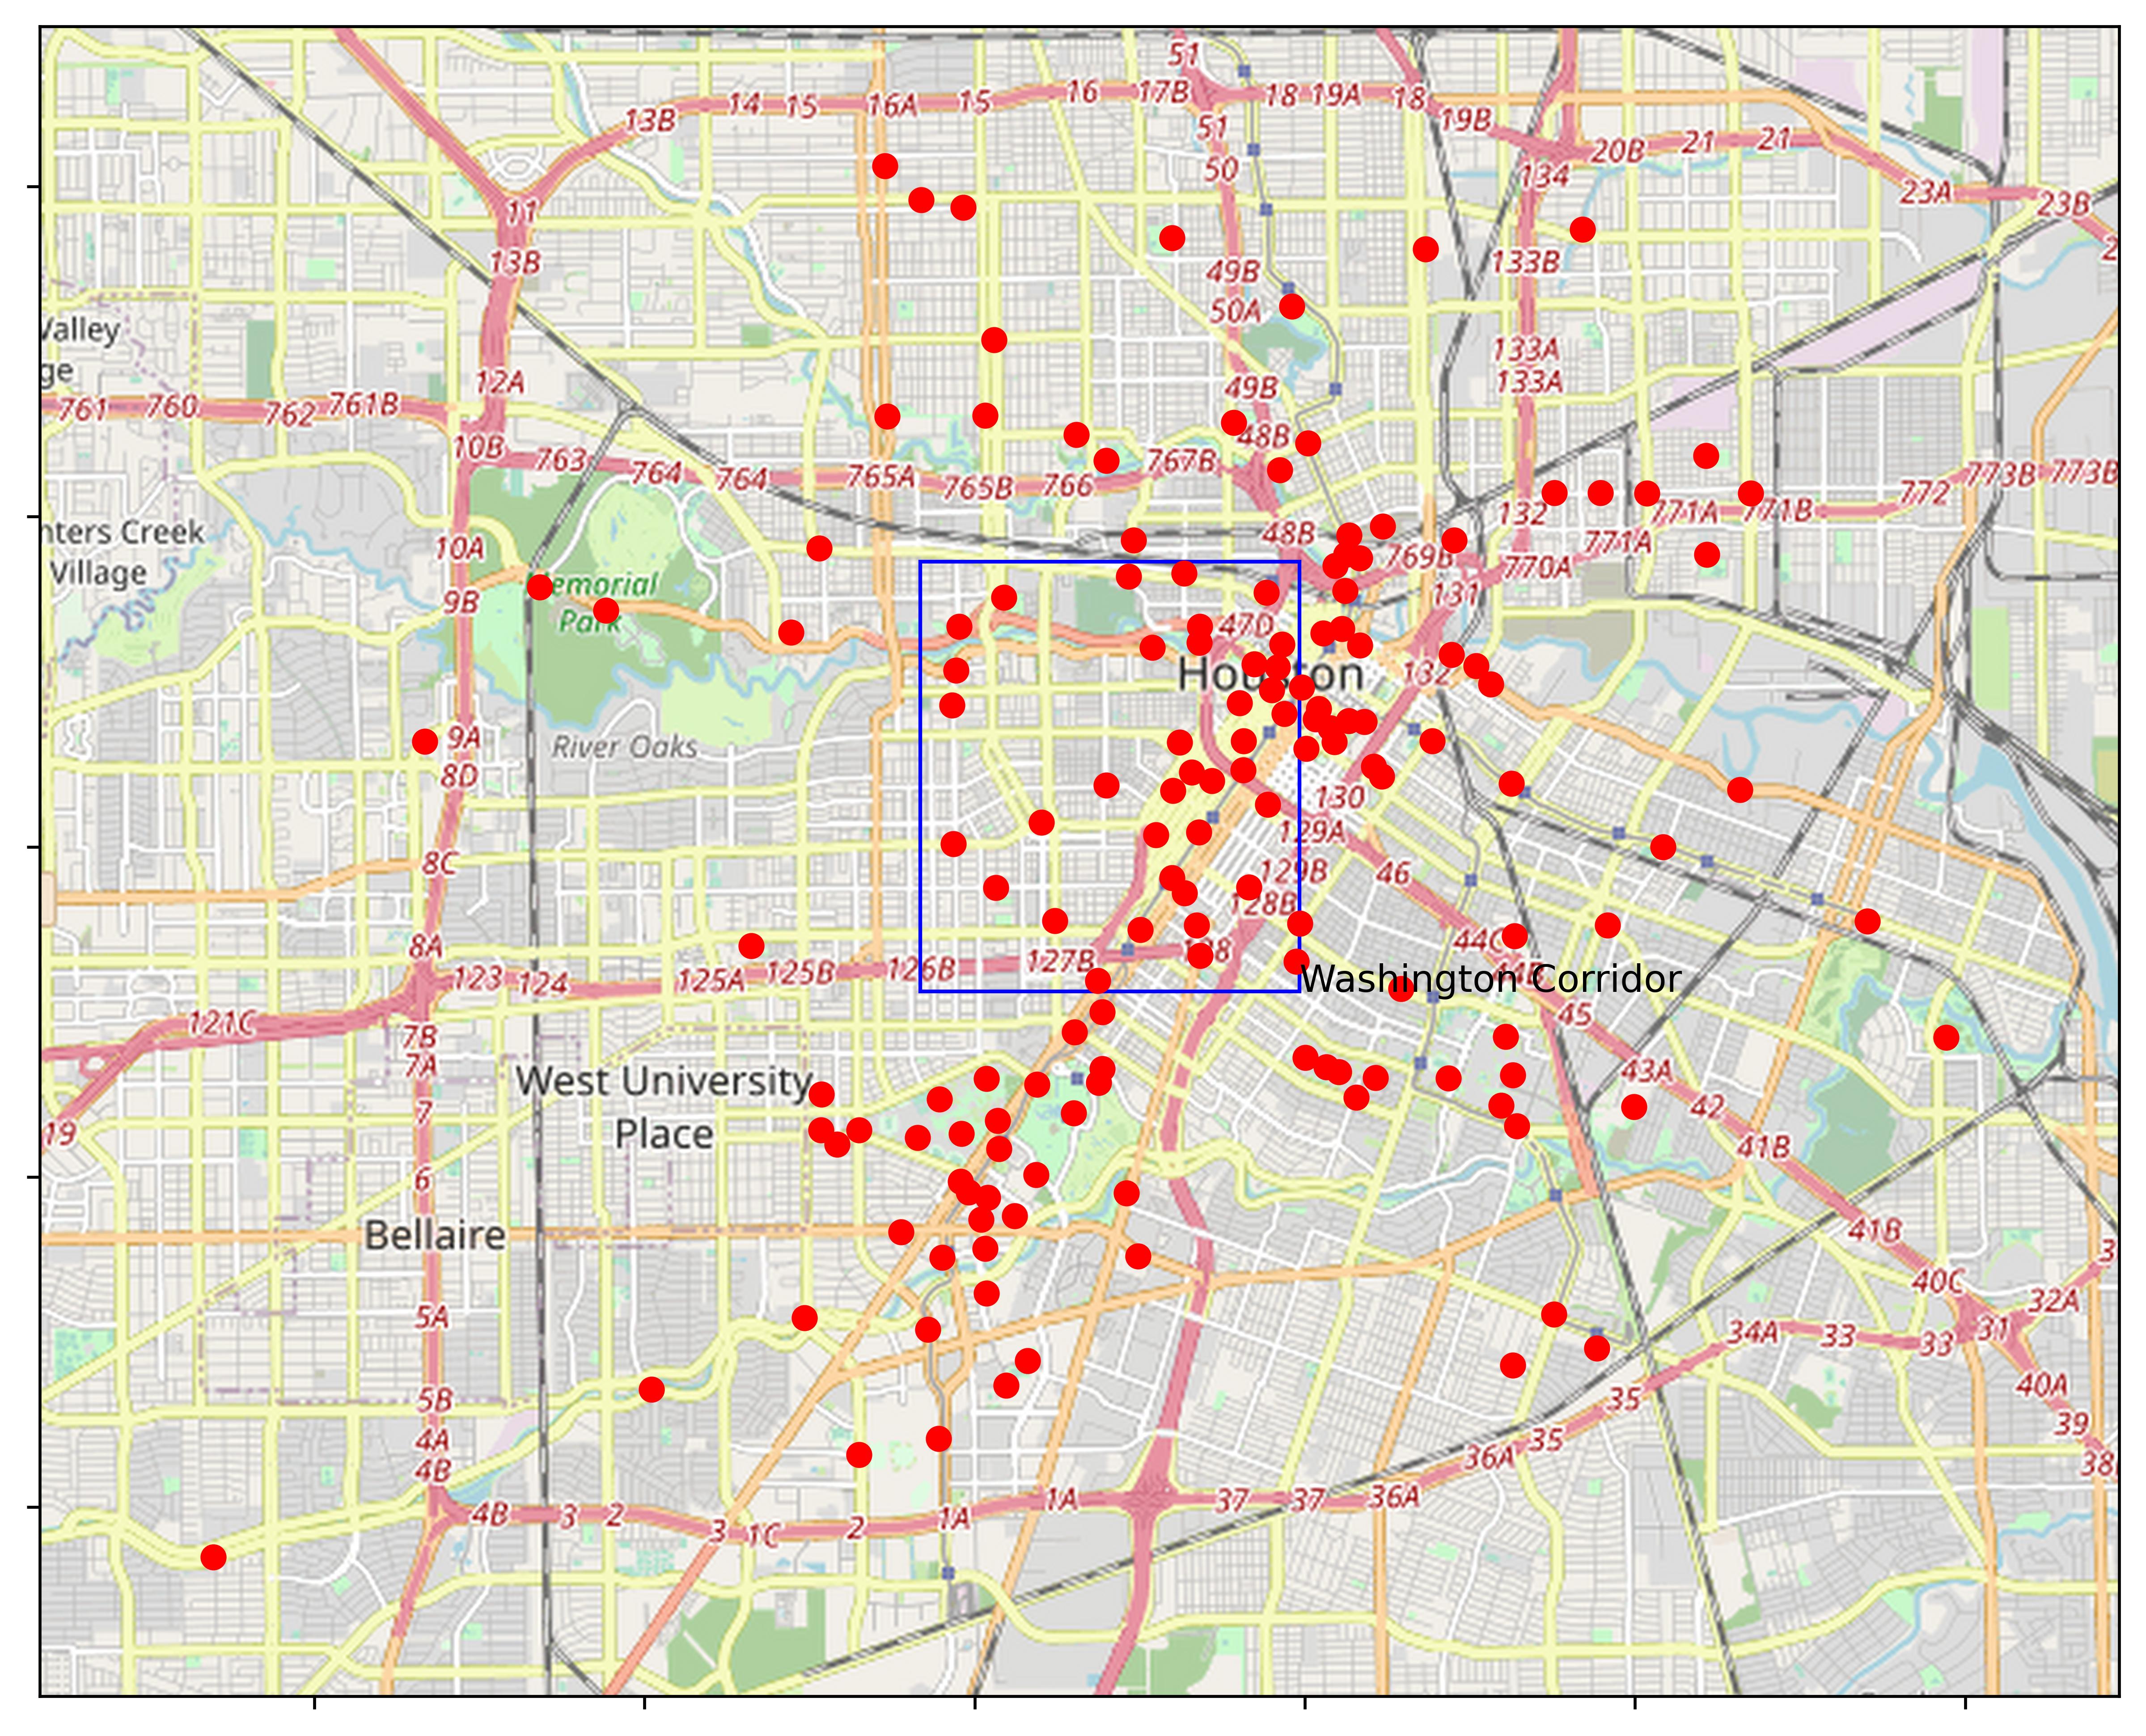 51
13B 14 15 16A 15 16 17B 18 19A 18 19B
51
50
20B 21 21
134
23A 23B
11
13B
49B
50A
133B
Valley
ge
12A
133A
133A
49B
761 760 762 761B
10B 763 764 764 765A 765B 766 767B 48B
772 773B 773B
132 771A 771B
nters Creek
Village
10A
48B
769B 771A
770A
9B
Memorial
Park
131
47D
Houston
132
River Oaks
9A
8D
130
129A
8C
129B
46
128B
8A
44C
123 124 125A 125B 126B 127B 128
44B
Washington Corridor
121C
7B
7A
45
West University
Place
43A
7
42
19
41B
6
Bellaire
41B
5A
40C
32A
34A 33 33 31
5B
40A
35
39
4A
4B
36A 35
38
4B 3 2 3 1C 2 1A 1A 37 37 36A